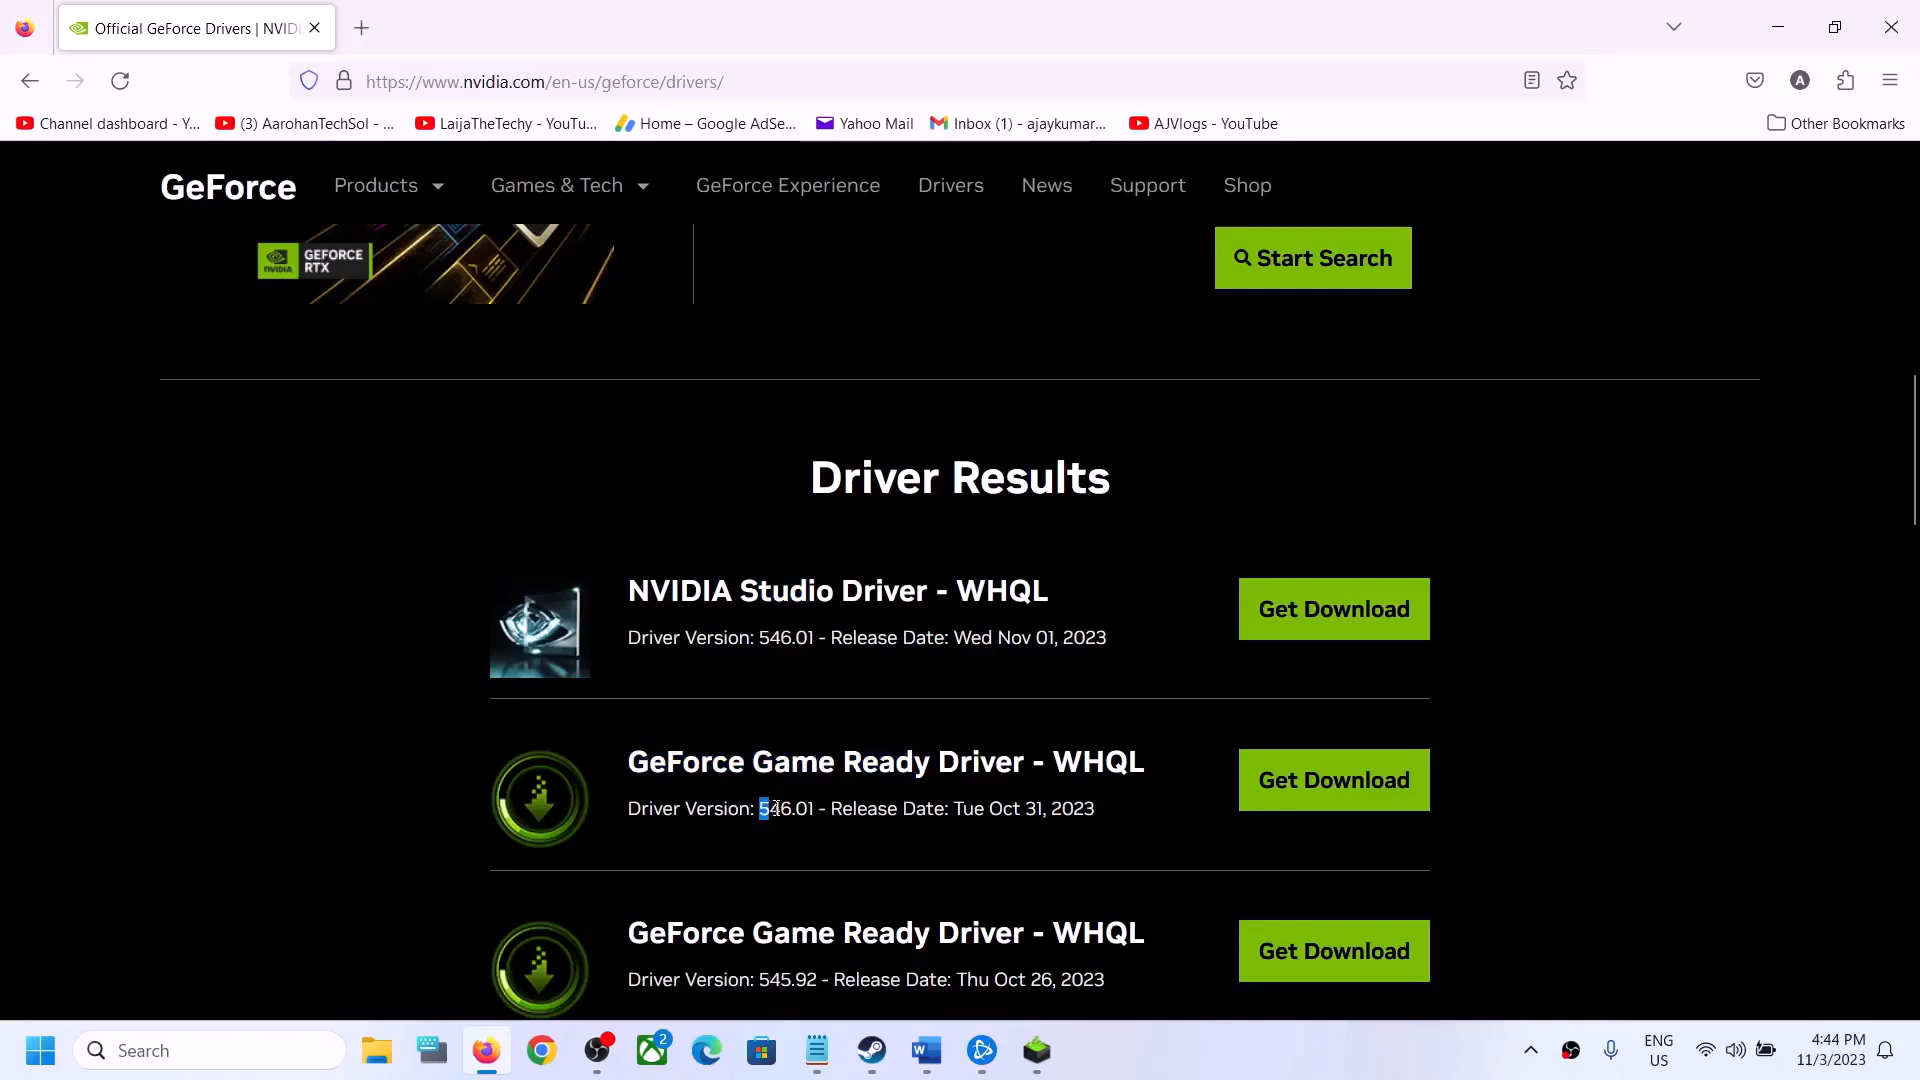 Official GeForce Drivers | NVIDI
https://www.nvidia.com/en-us/geforce/drivers/
A
Channel dashboard - Y...
(3) AarohanTechSol - ...
LaijaTheTechy - YouTu...
Home – Google AdSe...
Yahoo Mail
Inbox (1) - ajaykumar...
AJVlogs - YouTube
Other Bookmarks
GeForce
Products
Games & Tech
GeForce Experience
Drivers
News
Support
Shop
NVIDIA
GEFORCE
RTX
Start Search
Driver Results
NVIDIA Studio Driver - WHQL
Driver Version: 546.01 - Release Date: Wed Nov 01, 2023
Get Download
GeForce Game Ready Driver - WHQL
Driver Version: 546.01 - Release Date: Tue Oct 31, 2023
Get Download
GeForce Game Ready Driver - WHQL
Driver Version: 545.92 - Release Date: Thu Oct 26, 2023
Get Download
Search
2
W
ENG
US
4:44 PM
11/3/2023